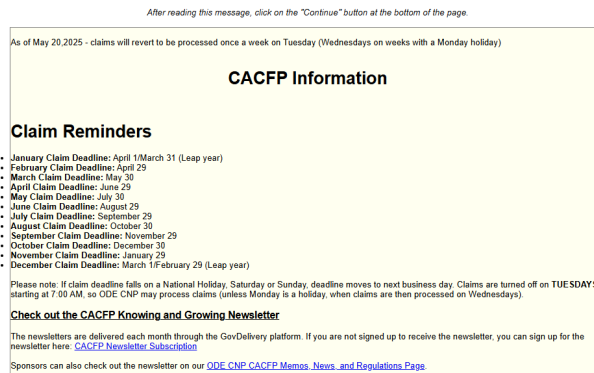 After reading this message, click on the "Continue" button at the bottom of the page.
As of May 20,2025 - claims will revert to be processed once a week on Tuesday (Wednesdays on weeks with a Monday holiday)
CACFP Information
Claim Reminders
January Claim Deadline: April 1/March 31 (Leap year)
February Claim Deadline: April 29
March Claim Deadline: May 30
April Claim Deadline: June 29
May Claim Deadline: July 30
June Claim Deadline: August 29
July Claim Deadline: September 29
August Claim Deadline: October 30
September Claim Deadline: November 29
October Claim Deadline: December 30
November Claim Deadline: January 29
December Claim Deadline: March 1/February 29 (Leap year)
Please note: If claim deadline falls on a National Holiday, Saturday or Sunday, deadline moves to next business day. Claims are turned off on TUESDAYS
starting at 7:00 AM, so ODE CNP may process claims (unless Monday is a holiday, when claims are then processed on Wednesdays).
Check out the CACFP Knowing and Growing Newsletter
The newsletters are delivered each month through the GovDelivery platform. If you are not signed up to receive the newsletter, you can sign up for the
newsletter here: CACFP Newsletter Subscription
Sponsors can also check out the newsletter on our ODE CNP CACFP Memos, News, and Regulations Page.